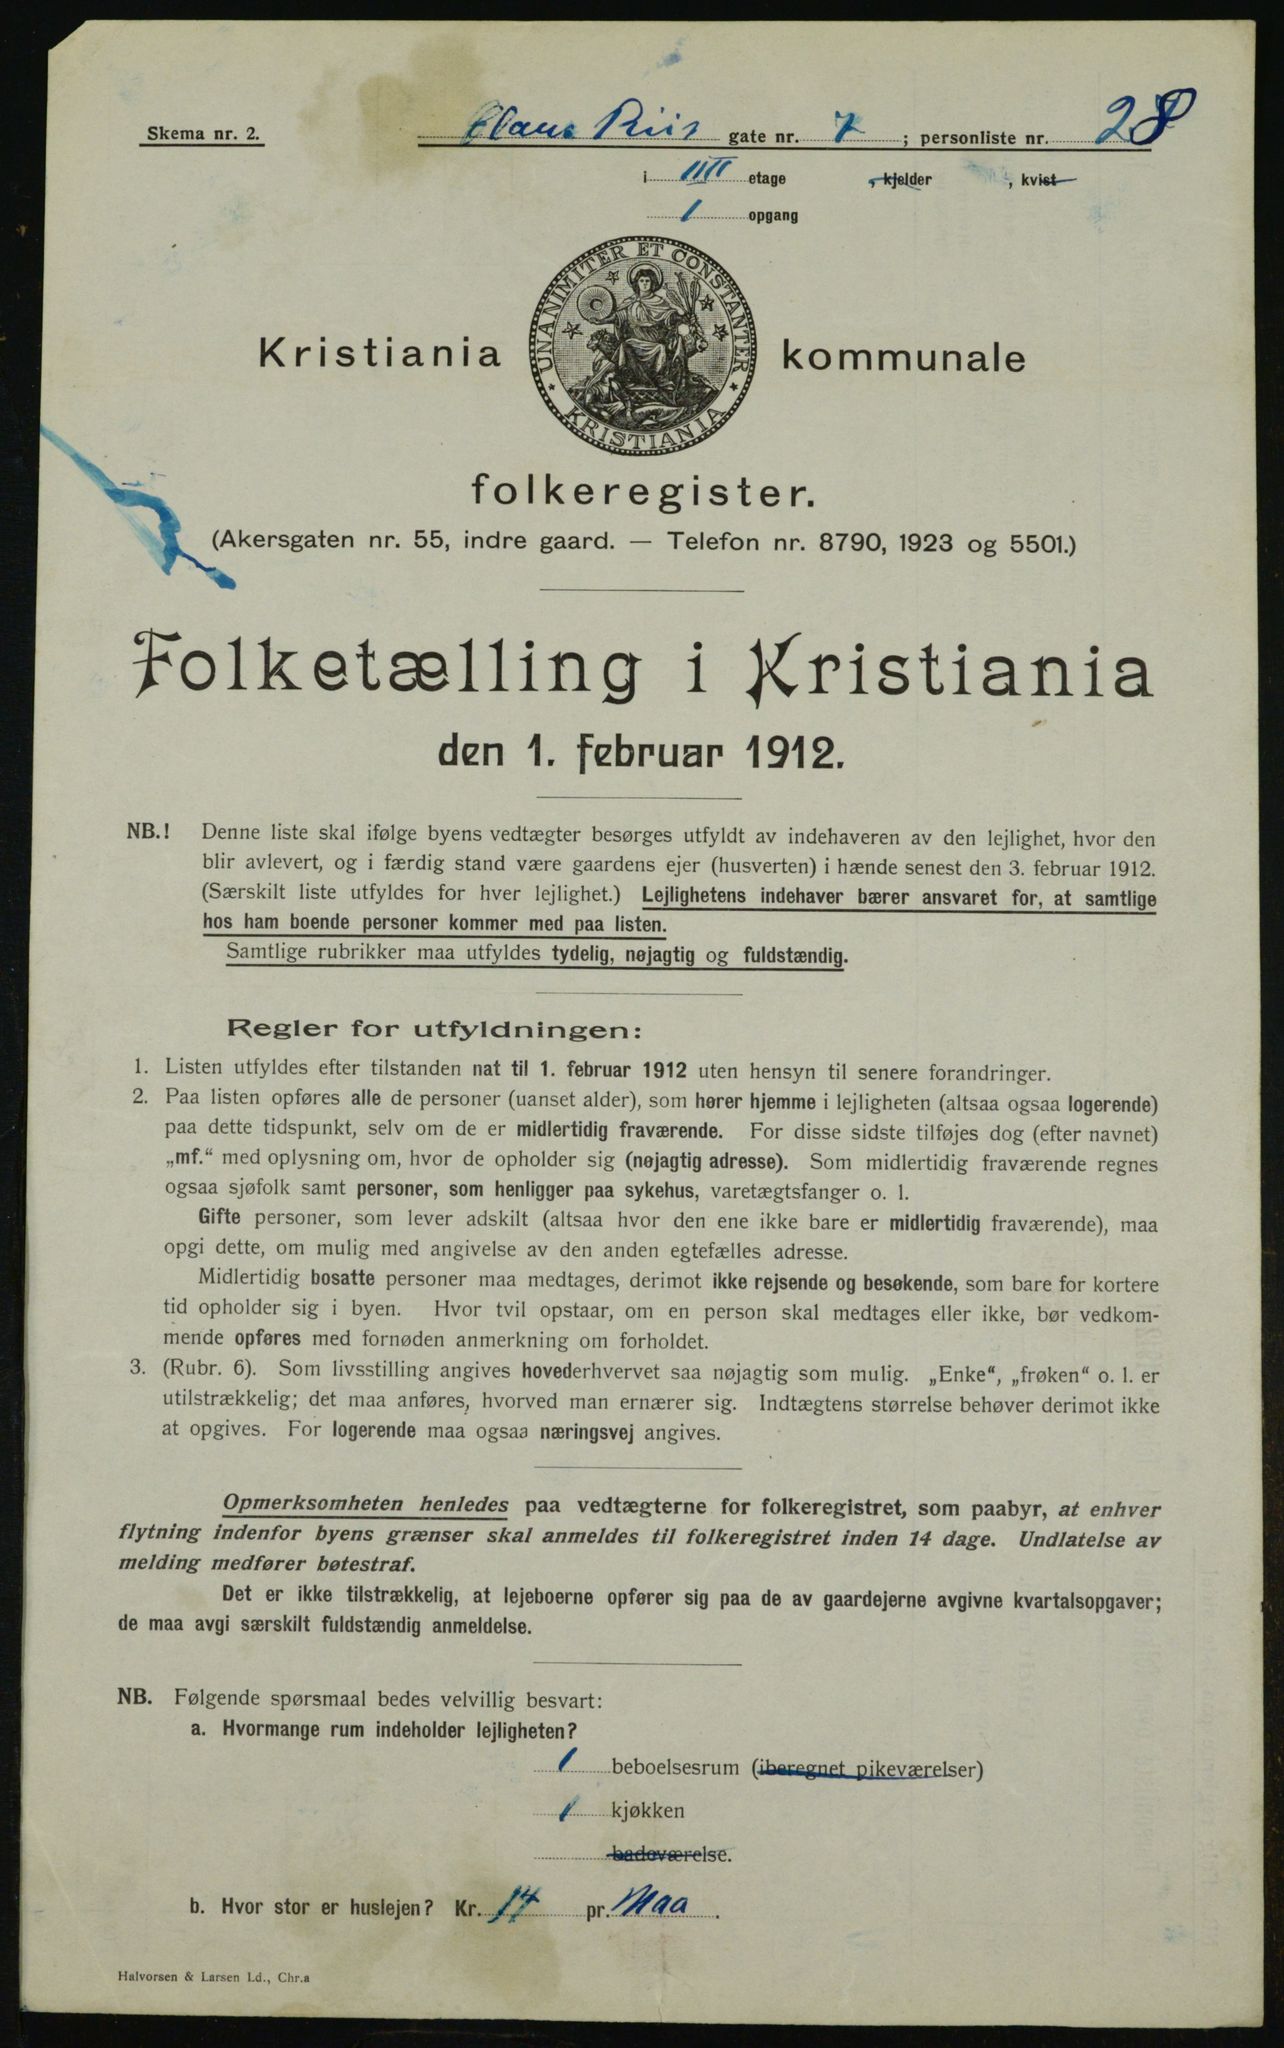 Skema nr. 2.
Claus Riis gate nr. 7 ; personliste nr. 28
i IIII etage , kjelder , kvist
1 opgang
UNANIMITER ET CONSTANTER
KRISTIANIA
Kristiania kommunale
folkeregister.
(Akersgaten nr. 55, indre gaard. — Telefon nr. 8790, 1923 og 5501.)
Folketælling i Kristiania
den 1. februar 1912.
NB.! Denne liste skal ifølge byens vedtægter besørges utfyldt av indehaveren av den lejlighet, hvor den
blir avlevert, og i færdig stand være gaardens ejer (husverten) i hænde senest den 3. februar 1912.
(Særskilt liste utfyldes for hver lejlighet.) Lejlighetens indehaver bærer ansvaret for, at samtlige
hos ham boende personer kommer med paa listen.
Samtlige rubrikker maa utfyldes tydelig, nøjagtig og fuldstændig.
Regler for utfyldningen:
1. Listen utfyldes efter tilstanden nat til 1. februar 1912 uten hensyn til senere forandringer.
2. Paa listen opføres alle de personer (uanset alder), som hører hjemme i lejligheten (altsaa ogsaa logerende)
paa dette tidspunkt, selv om de er midlertidig fraværende. For disse sidste tilføjes dog (efter navnet)
„mf.“ med oplysning om, hvor de opholder sig (nøjagtig adresse). Som midlertidig fraværende regnes
ogsaa sjøfolk samt personer, som henligger paa sykehus, varetægtsfanger o. l.
Gifte personer, som lever adskilt (altsaa hvor den ene ikke bare er midlertidig fraværende), maa
opgi dette, om mulig med angivelse av den anden egtefælles adresse.
Midlertidig bosatte personer maa medtages, derimot ikke rejsende og besøkende, som bare for kortere
tid opholder sig i byen. Hvor tvil opstaar, om en person skal medtages eller ikke, bør vedkom-
mende opføres med fornøden anmerkning om forholdet.
3. (Rubr. 6). Som livsstilling angives hovederhvervet saa nøjagtig som mulig. „Enke“, „frøken“ o. l. er
utilstrækkelig; det maa anføres, hvorved man ernærer sig. Indtægtens størrelse behøver derimot ikke
at opgives. For logerende maa ogsaa næringsvej angives.
Opmerksomheten henledes paa vedtægterne for folkeregistret, som paabyr, at enhver
flytning indenfor byens grænser skal anmeldes til folkeregistret inden 14 dage. Undlatelse av
melding medfører bøtestraf.
Det er ikke tilstrækkelig, at lejeboerne opfører sig paa de av gaardejerne avgivne kvartalsopgaver;
de maa avgi særskilt fuldstændig anmeldelse.
NB. Følgende spørsmaal bedes velvillig besvart:
a. Hvormange rum indeholder lejligheten?
1 beboelsesrum (iberegnet pikeværelser)
1 kjøkken
badeværelse.
b. Hvor stor er huslejen? Kr. 14 pr. Maa .
Halvorsen & Larsen Ld., Chr.a